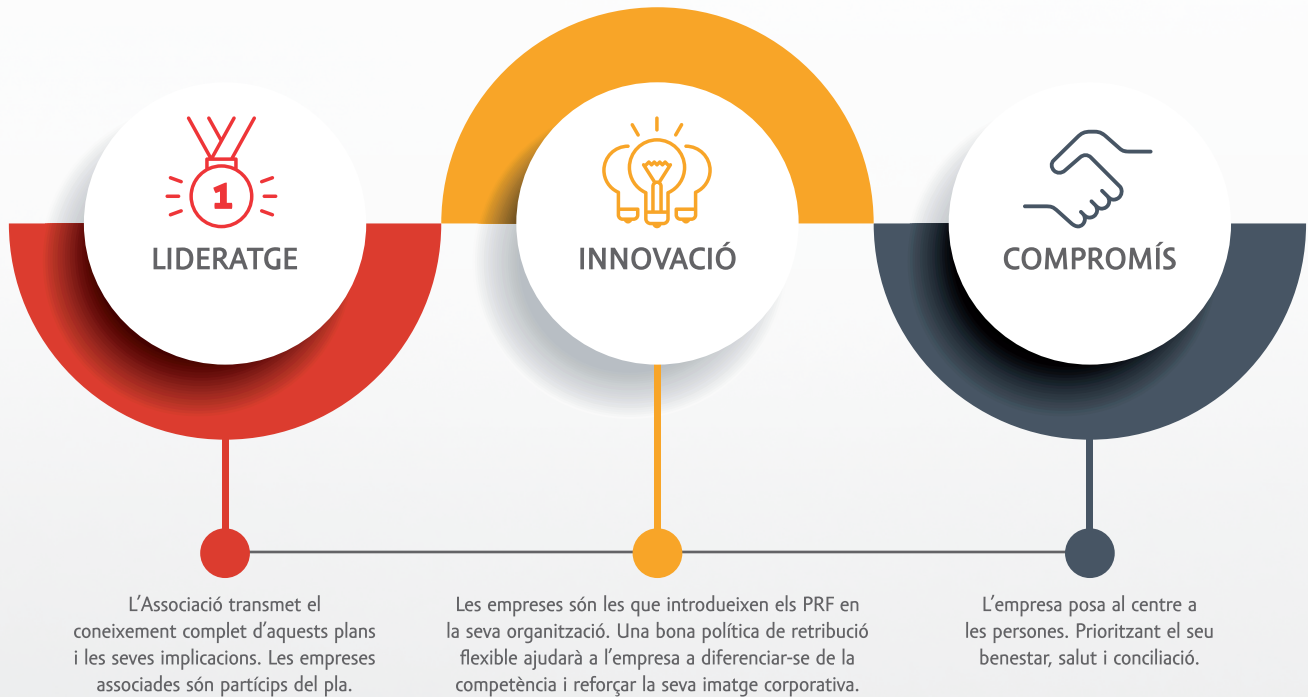 1
LIDERATGE
L'Associació transmet el
coneixement complet d'aquests plans
i les seves implicacions. Les empreses
associades són partícips del pla.
INNOVACIÓ
Les empreses són les que introdueixen els PRF en
la seva organització. Una bona política de retribució
flexible ajudarà a l'empresa a diferenciar-se de la
competència i reforçar la seva imatge corporativa.
COMPROMÍS
L'empresa posa al centre a
les persones. Prioritzant el seu
benestar, salut i conciliació.